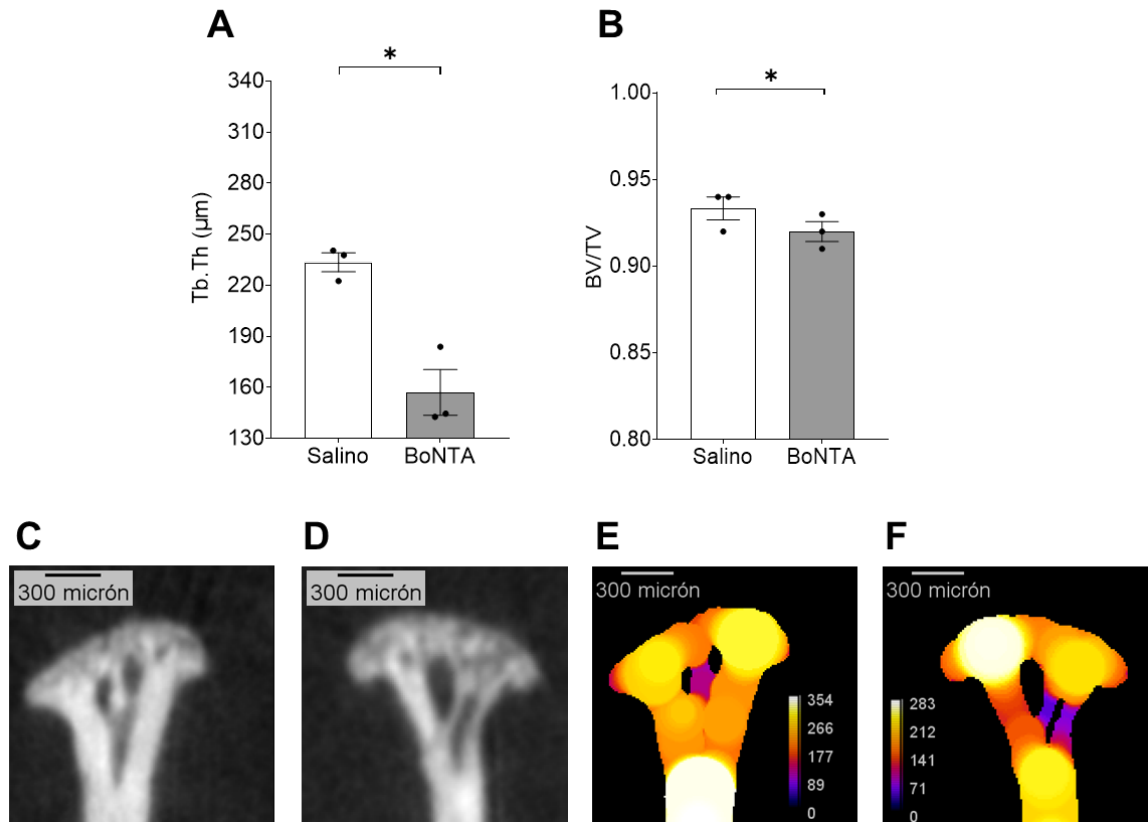 A
*
340
310
280
250
220
190
160
130
Tb.Th (µm)
Salino BoNTA
B
*
1.00
0.95
0.90
0.85
0.80
BV/TV
Salino BoNTA
C
300 micrón
D
300 micrón
E
300 micrón
354
266
177
89
0
F
300 micrón
283
212
141
71
0